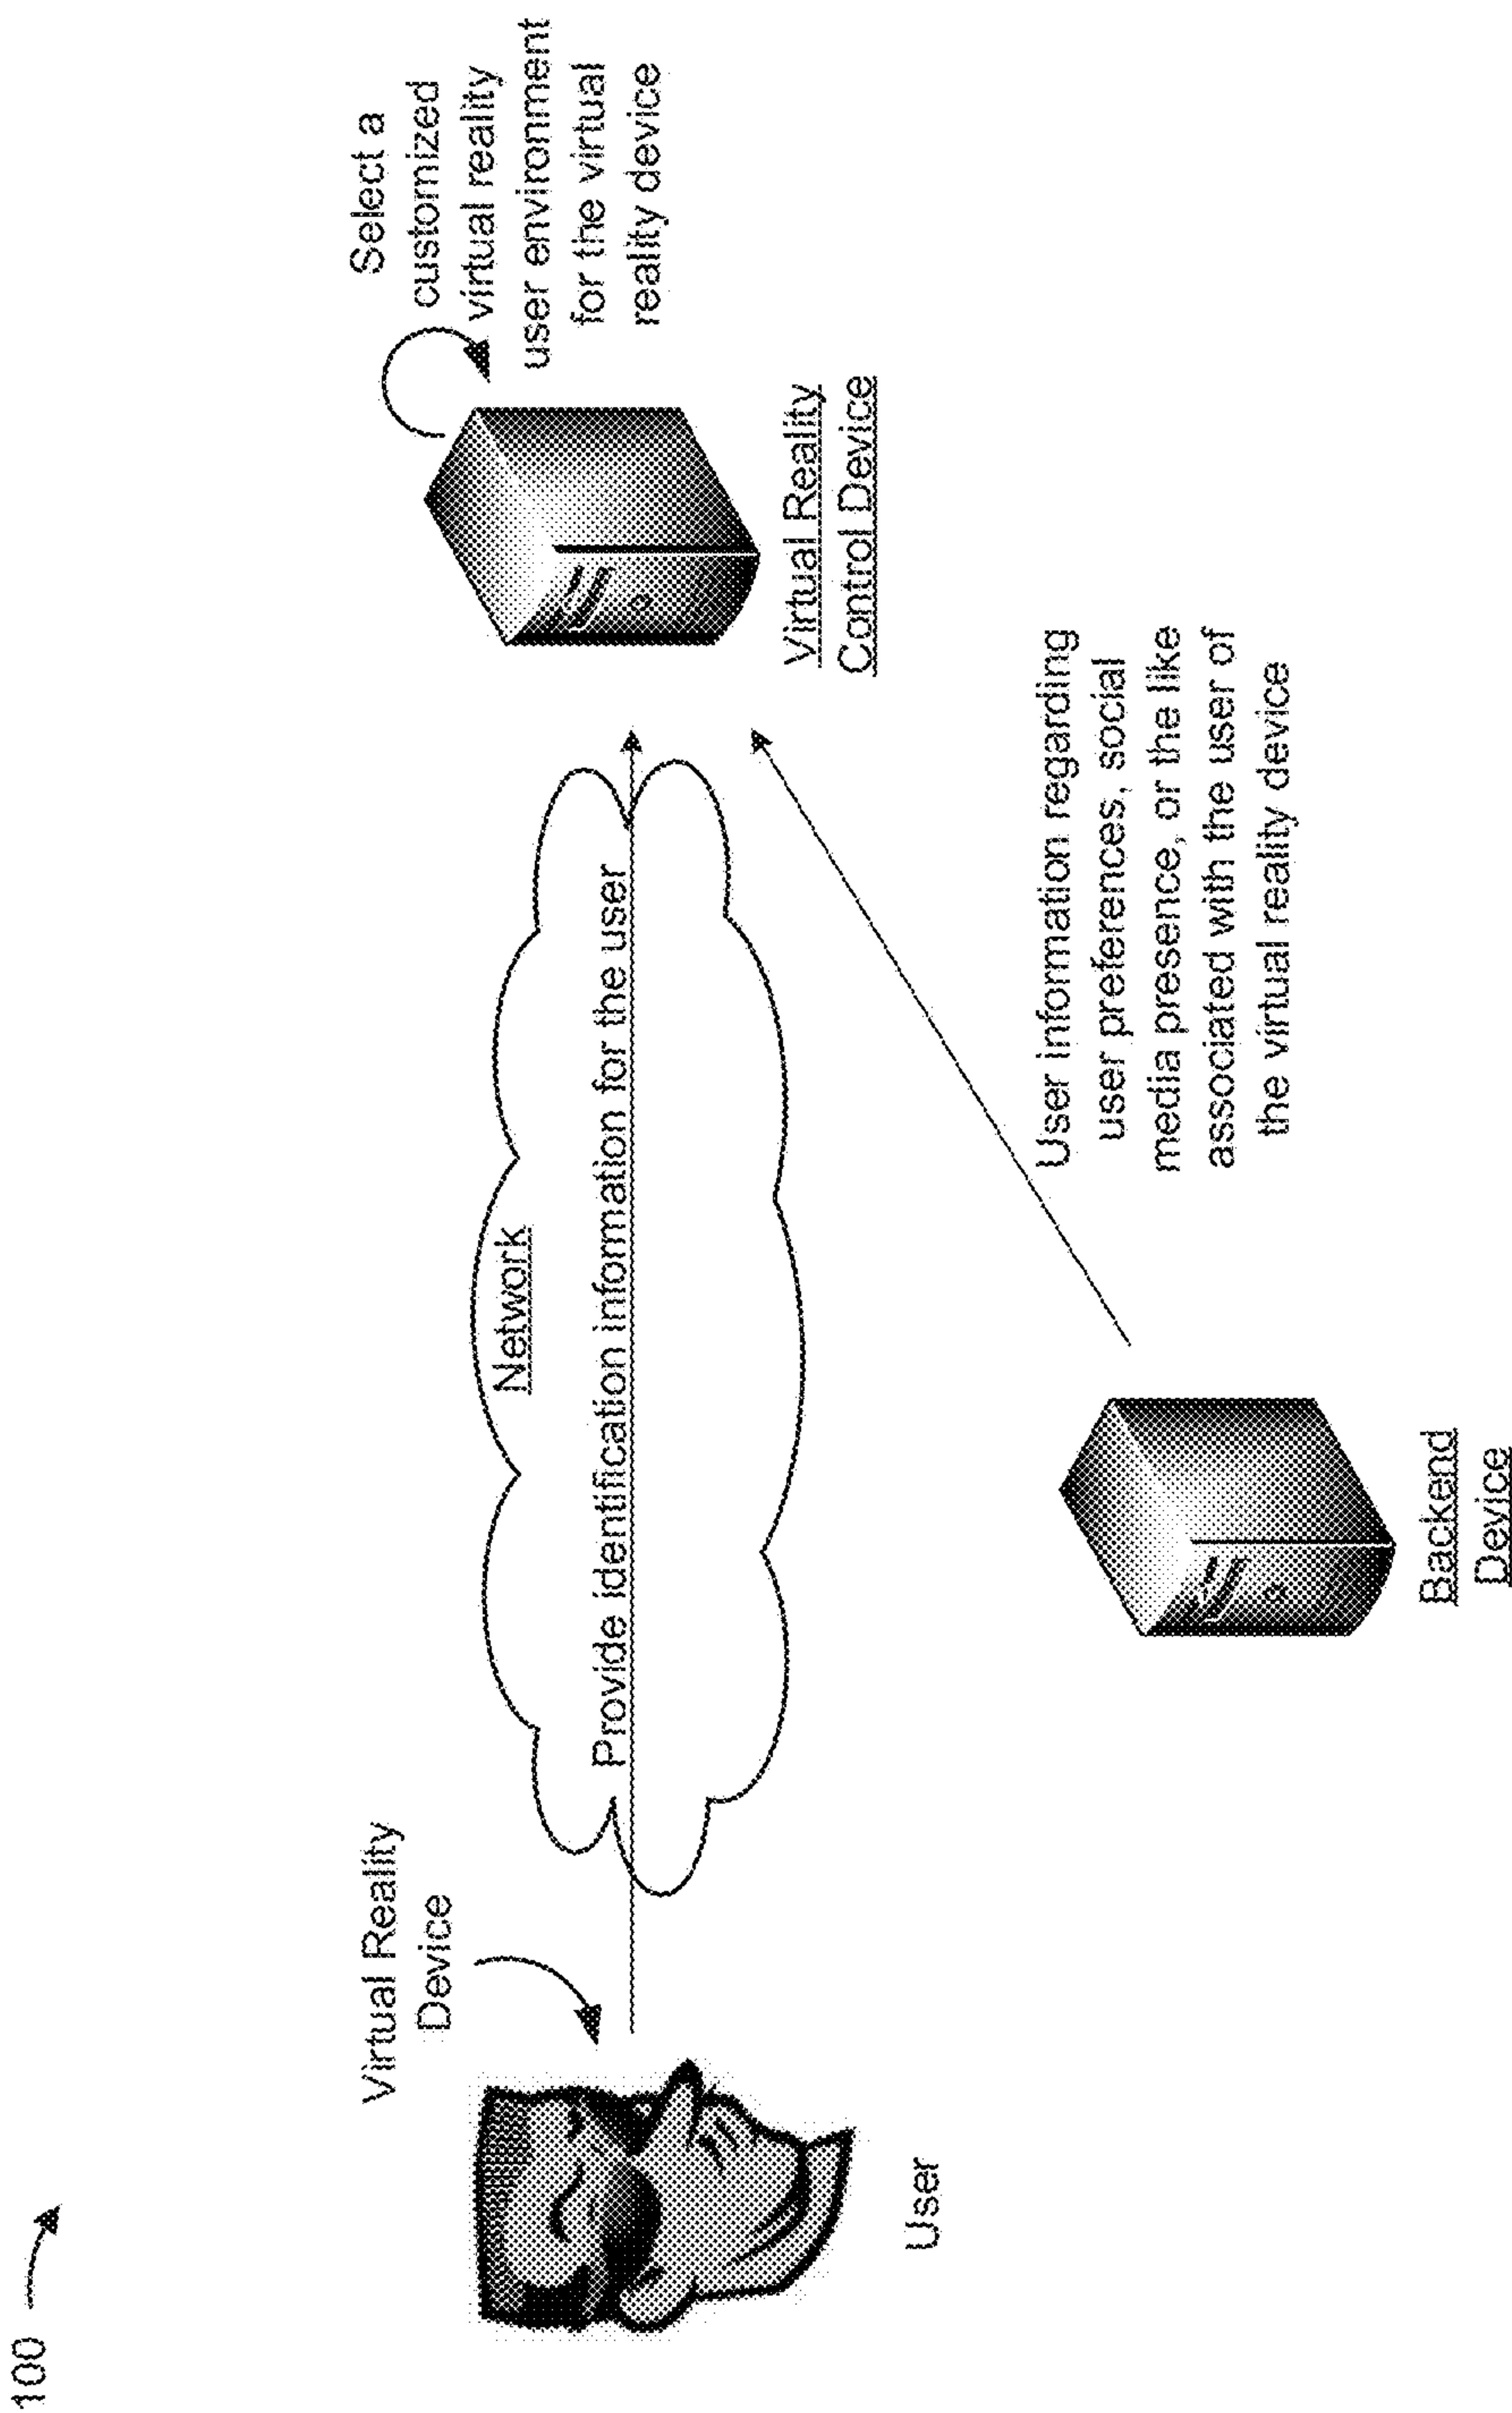 100
Virtual Reality
Device
User
Network
Provide identification information for the user
Select a
customized
virtual reality
user environment
for the virtual
reality device
Virtual Reality
Control Device
User information regarding
user preferences, social
media presence, or the like
associated with the user of
the virtual reality device
Backend
Device